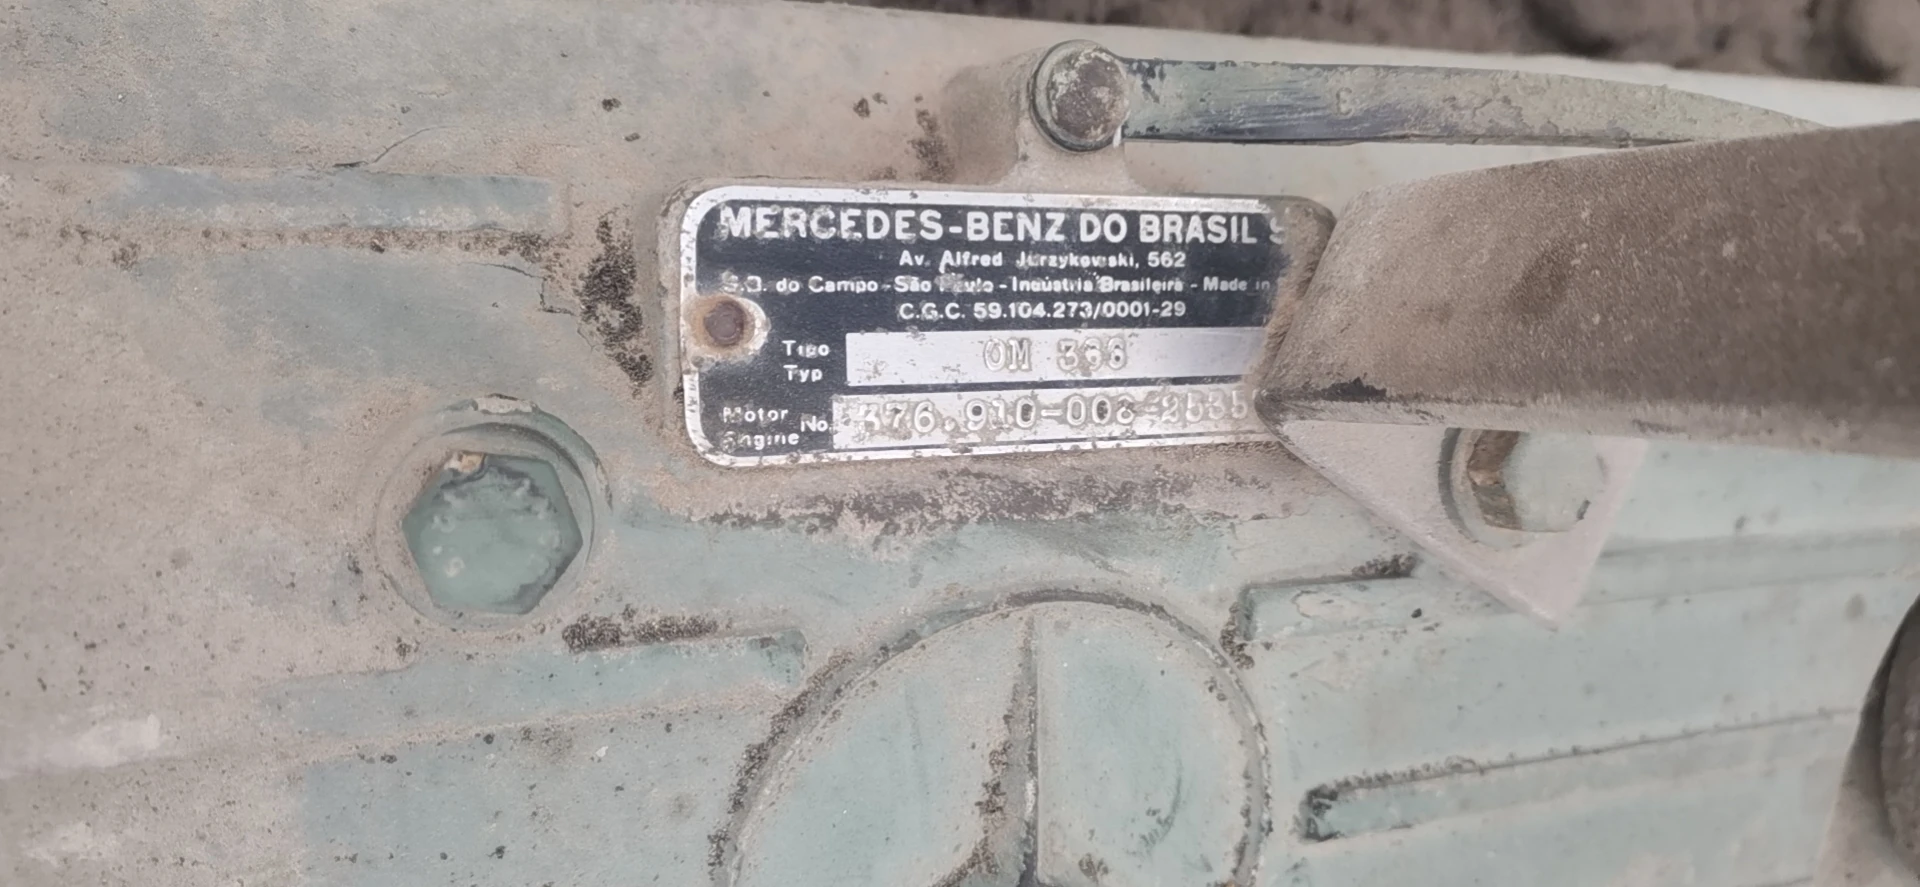 MERCEDES-BENZ DO BRASIL
Av. Alfred Jurzykowski, 562
S.B. do Campo - São Paulo - Indústria Brasileira - Made in
C.G.C. 59.104.273/0001-29
Tipo
Typ
OM 366
Motor
Engine
No.
376.910-00
2535